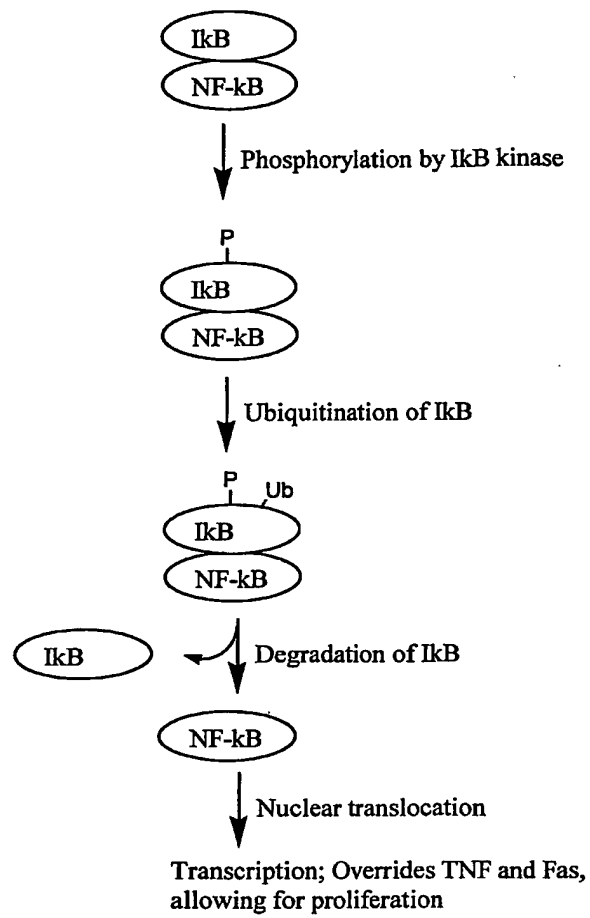 IkB
NF-kB
Phosphorylation by IkB kinase
P
IkB
NF-kB
Ubiquitination of IkB
P
Ub
IkB
NF-kB
IkB
Degradation of IkB
NF-kB
Nuclear translocation
Transcription; Overrides TNF and Fas,
allowing for proliferation